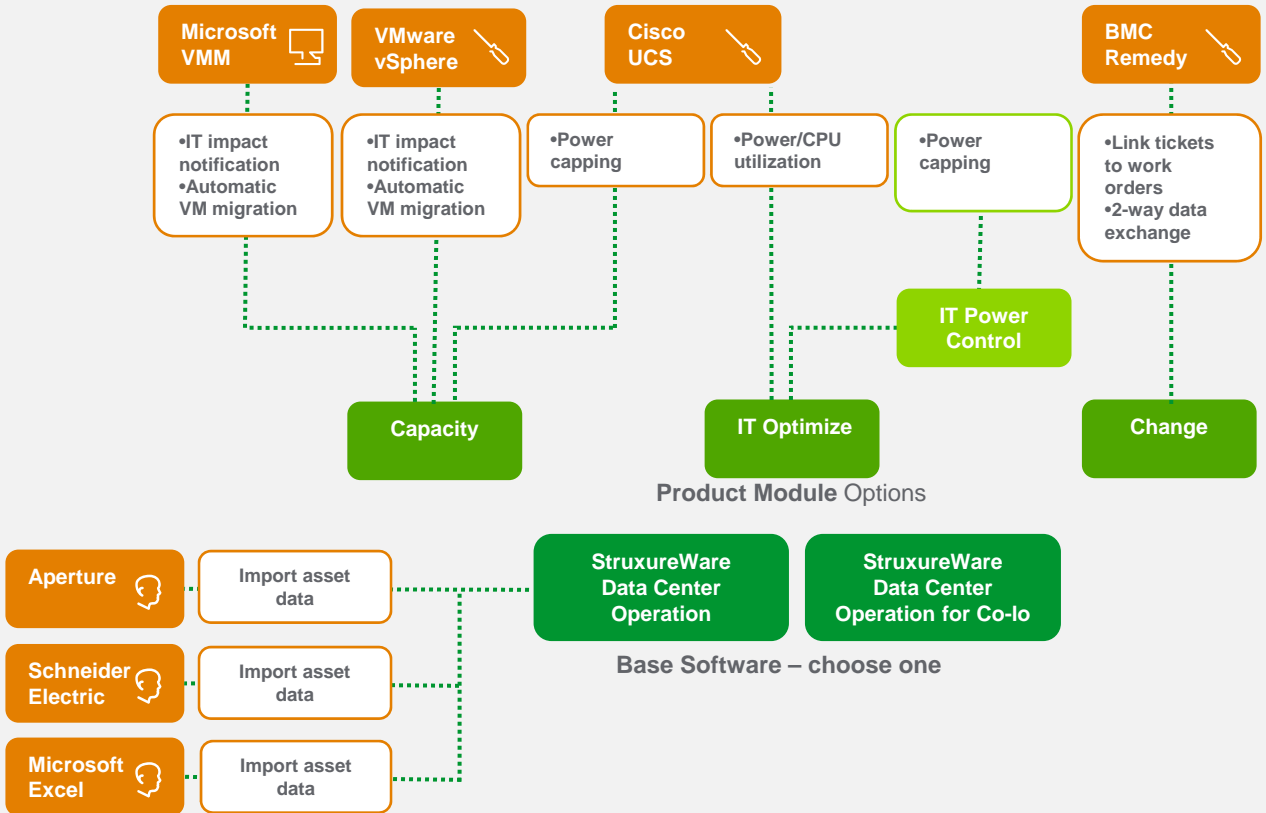 Microsoft
VMM
VMware
vSphere
Cisco
UCS
BMC
Remedy
•IT impact
notification
•Automatic
VM migration
•IT impact
notification
•Automatic
VM migration
•Power
capping
•Power/CPU
utilization
•Power
capping
•Link tickets
to work
orders
•2-way data
exchange
IT Power
Control
Capacity
IT Optimize
Change
Product Module Options
Aperture
Import asset
data
StruxureWare
Data Center
Operation
StruxureWare
Data Center
Operation for Co-lo
Base Software – choose one
Schneider
Electric
Import asset
data
Microsoft
Excel
Import asset
data